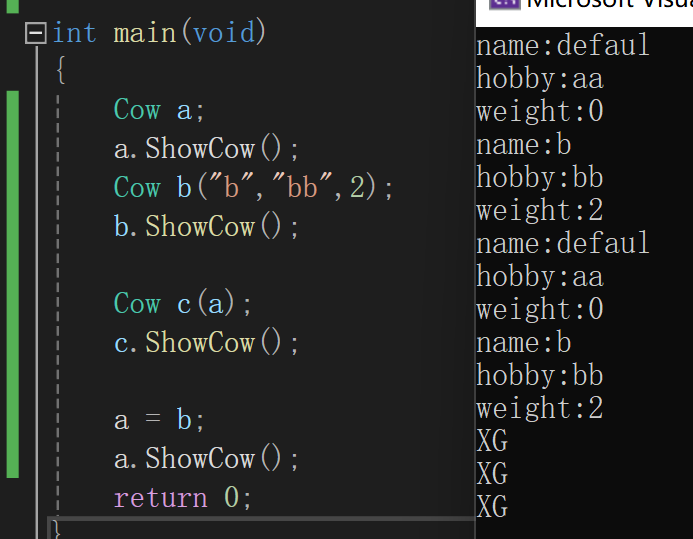 int main(void)
{
Cow a;
a.ShowCow();
Cow b("b","bb",2);
b.ShowCow();
Cow c(a);
c.ShowCow();
a = b;
a.ShowCow();
return 0;
}
Microsoft Visu
name:defaul
hobby:aa
weight:0
name:b
hobby:bb
weight:2
name:defaul
hobby:aa
weight:0
name:b
hobby:bb
weight:2
XG
XG
XG